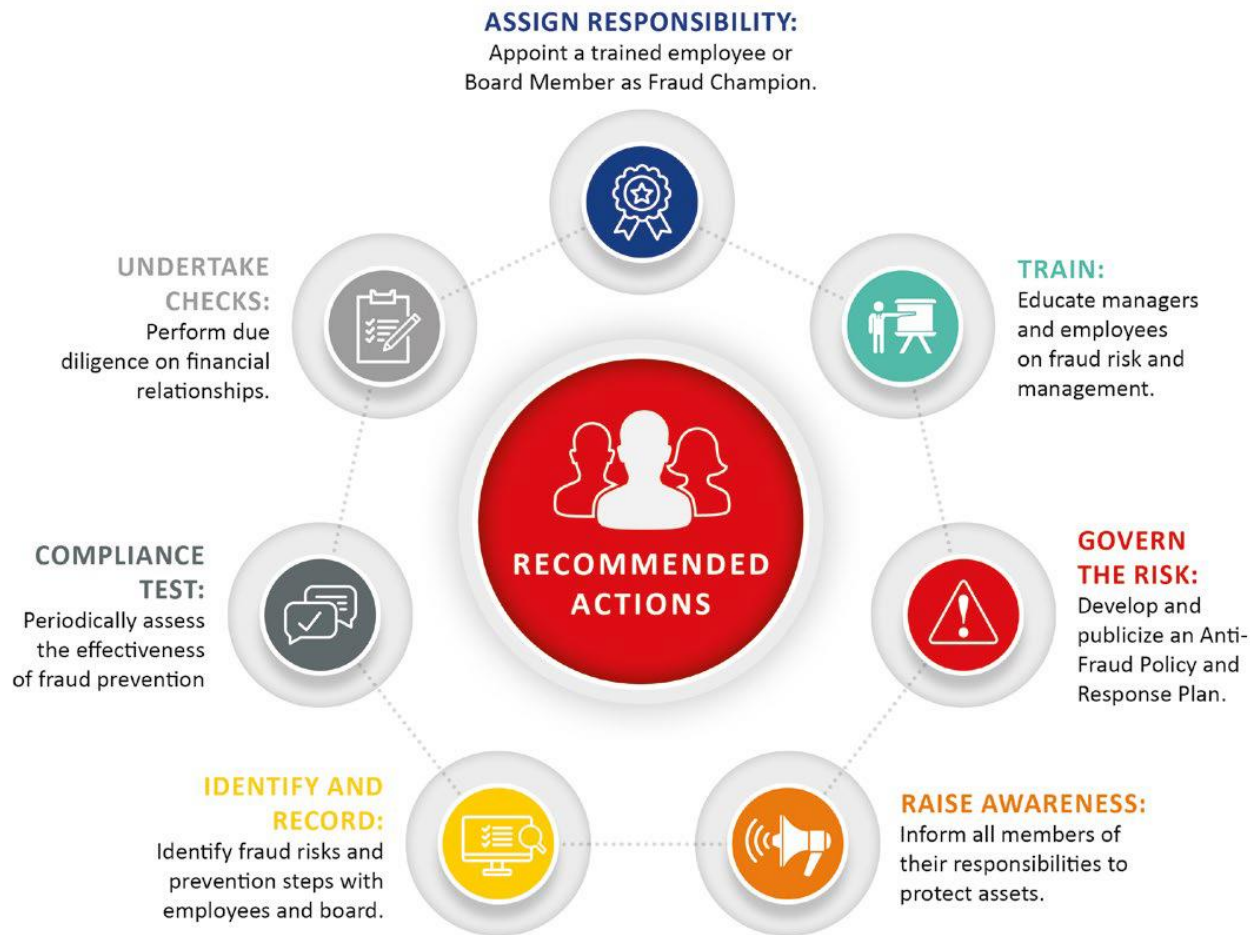 ASSIGN RESPONSIBILITY:
Appoint a trained employee or
Board Member as Fraud Champion.
TRAIN:
Educate managers
and employees
on fraud risk and
management.
GOVERN
THE RISK:
Develop and
publicize an Anti-
Fraud Policy and
Response Plan.
RAISE AWARENESS:
Inform all members of
their responsibilities to
protect assets.
IDENTIFY AND
RECORD:
Identify fraud risks and
prevention steps with
employees and board.
COMPLIANCE
TEST:
Periodically assess
the effectiveness
of fraud prevention
UNDERTAKE
CHECKS:
Perform due
diligence on financial
relationships.
RECOMMENDED
ACTIONS